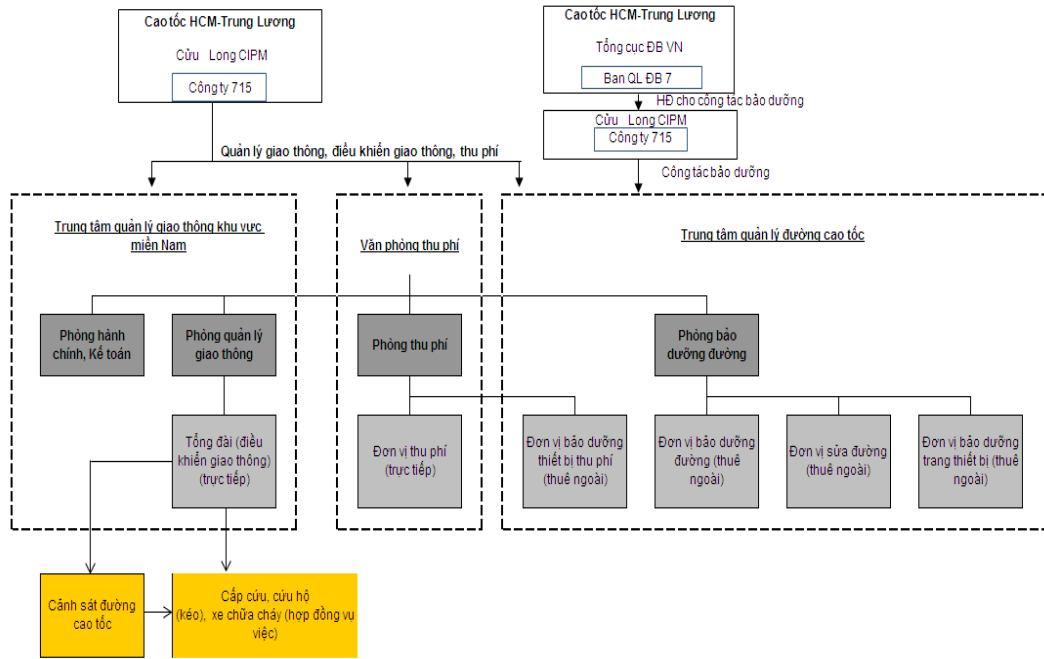 Cao tốc HCM-Trung Lương
Cửu Long CIPM
Công ty 715
Cao tốc HCM-Trung Lương
Tổng cục ĐB VN
Ban QL ĐB 7
HĐ cho công tác bảo dưỡng
Cửu Long CIPM
Công ty 715
Quản lý giao thông, điều khiển giao thông, thu phí
Công tác bảo dưỡng
Trung tâm quản lý giao thông khu vực
miền Nam
Văn phòng thu phí
Trung tâm quản lý đường cao tốc
Phòng hành
chính, Kế toán
Phòng quản lý
giao thông
Phòng thu phí
Phòng bảo
dưỡng đường
Tổng đài (điều
khiển giao thông)
(trực tiếp)
Đơn vị thu phí
(trực tiếp)
Đơn vị bảo dưỡng
thiết bị thu phí
(thuê ngoài)
Đơn vị bảo dưỡng
đường (thuê
ngoài)
Đơn vị sửa đường
(thuê ngoài)
Đơn vị bảo dưỡng
trang thiết bị (thuê
ngoài)
Cảnh sát đường
cao tốc
Cấp cứu, cứu hộ
(kéo), xe chữa cháy (hợp đồng vụ
việc)